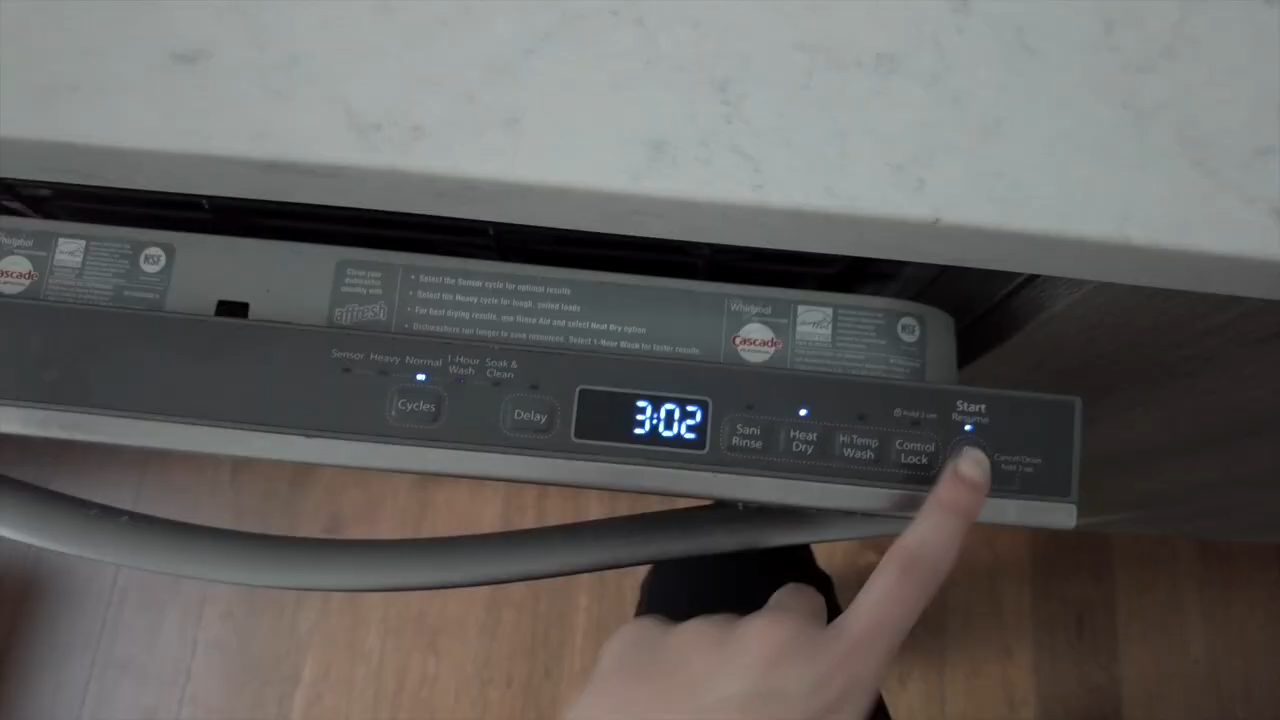 Whirlpool
Cascade
NSF
Clean your
dishwasher
monthly with
affresh
• Select the Sensor cycle for optimal results
• Select the Heavy cycle for tough, soiled loads
• For best drying results, use Rinse Aid and select Heat Dry option
• Dishwashers run longer to save resources. Select 1-Hour Wash for faster results.
Whirlpool
Cascade
PLATINUM
NSF
Sensor
Heavy
Normal
1-Hour
Wash
Soak &
Clean
Cycles
Delay
3:02
Sani
Rinse
Heat
Dry
Hi Temp
Wash
hold 3 sec
Control
Lock
Start
Resume
Cancel/Drain
hold 3 sec